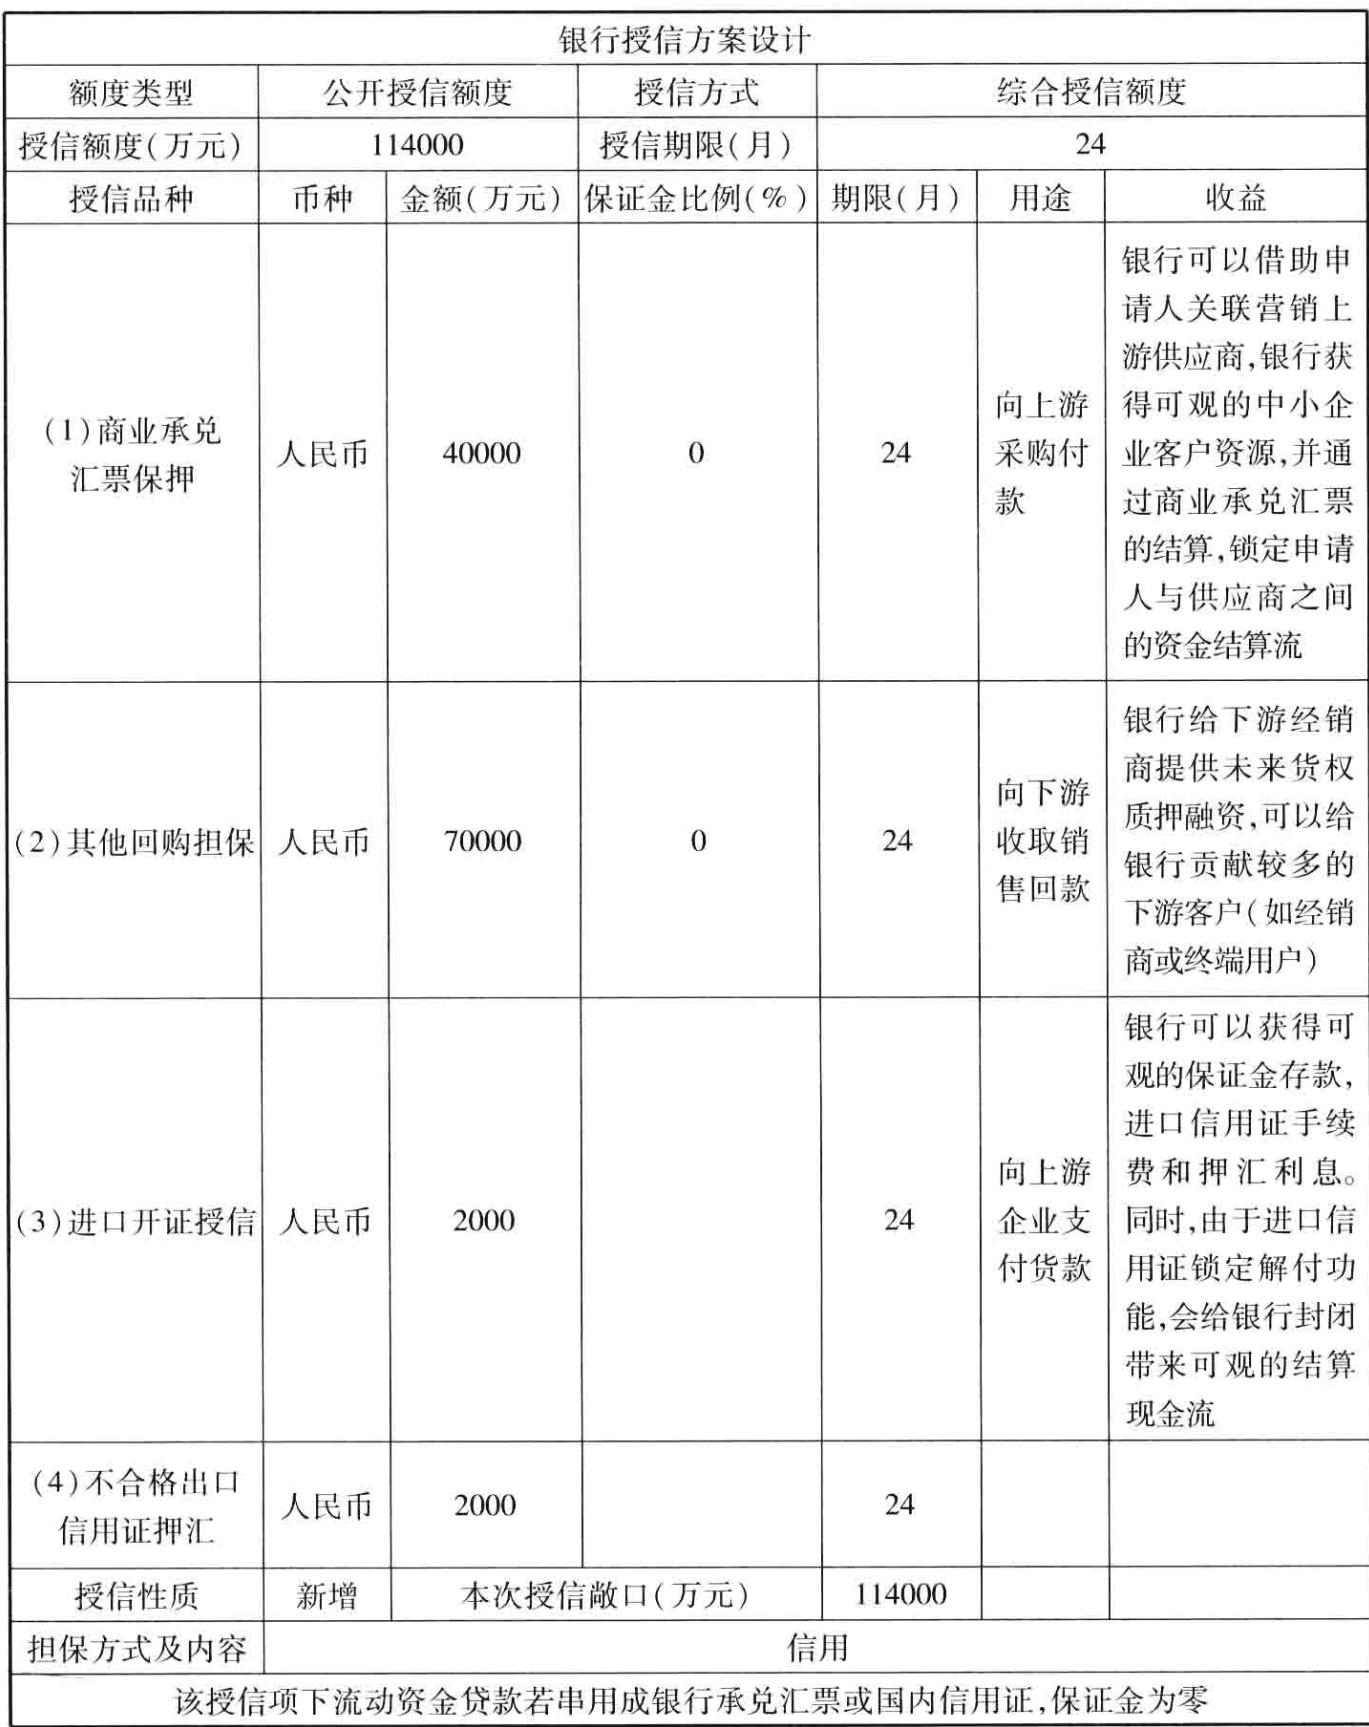 银行授信方案设计
额度类型 公开授信额度 授信方式 综合授信额度
授信额度(万元) 114000 授信期限(月) 24
授信品种 币种 金额(万元) 保证金比例(%) 期限(月) 用途 收益
(1)商业承兑
汇票保押
人民币
40000
0
24
向上游
采购付
款
银行可以借助申
请人关联营销上
游供应商,银行获
得可观的中小企
业客户资源,并通
过商业承兑汇票
的结算,锁定申请
人与供应商之间
的资金结算流
(2)其他回购担保
人民币
70000
0
24
向下游
收取销
售回款
银行给下游经销
商提供未来货权
质押融资,可以给
银行贡献较多的
下游客户(如经销
商或终端用户)
(3)进口开证授信
人民币
2000
24
向上游
企业支
付货款
银行可以获得可
观的保证金存款,
进口信用证手续
费和押汇利息。
同时,由于进口信
用证锁定解付功
能,会给银行封闭
带来可观的结算
现金流
(4)不合格出口
信用证押汇
人民币
2000
24
授信性质 新增 本次授信敞口(万元) 114000
担保方式及内容 信用
该授信项下流动资金贷款若串用成银行承兑汇票或国内信用证,保证金为零